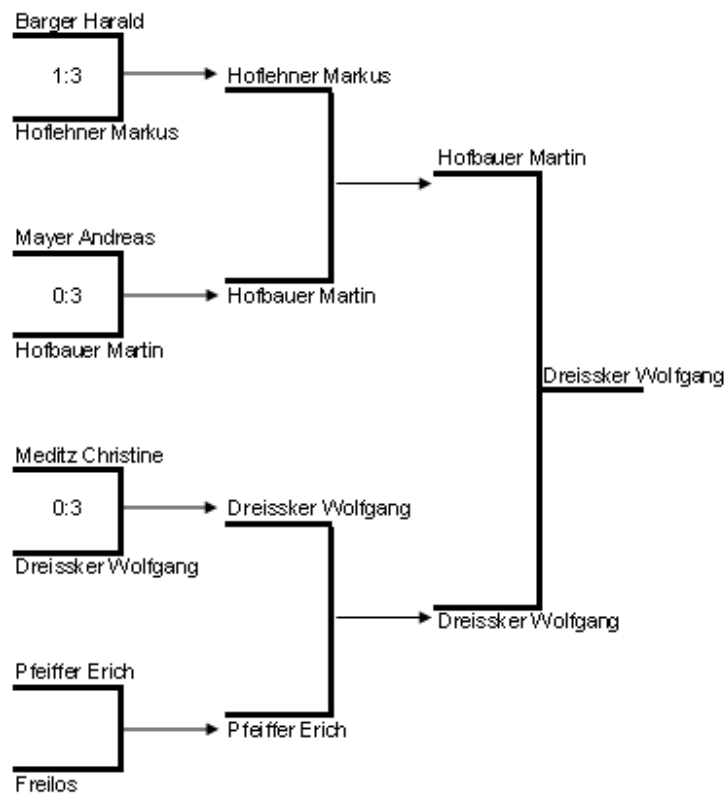 Barger Harald
1:3
Hoflehner Markus
Hoflehner Markus
Hofbauer Martin
Mayer Andreas
0:3
Hofbauer Martin
Hofbauer Martin
Dreissker Wolfgang
Meditz Christine
0:3
Dreissker Wolfgang
Dreissker Wolfgang
Dreissker Wolfgang
Pfeiffer Erich
Pfeiffer Erich
Freilos